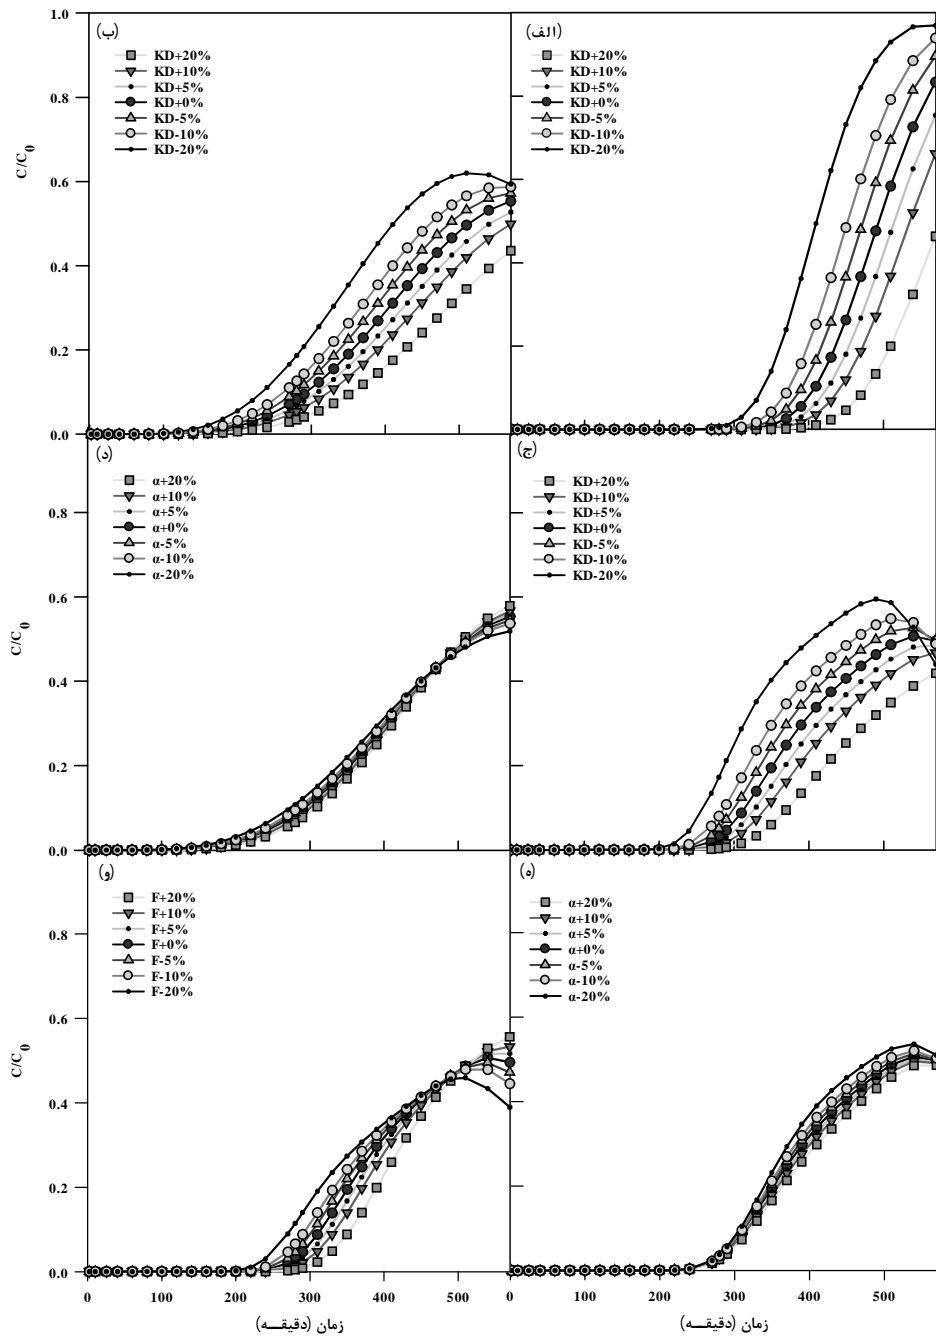 (الف)
KD+20%
KD+10%
KD+5%
KD+0%
KD-5%
KD-10%
KD-20%
(ب)
KD+20%
KD+10%
KD+5%
KD+0%
KD-5%
KD-10%
KD-20%
1.0
0.8
0.6
0.4
0.2
0.0
C/C0
(ج)
KD+20%
KD+10%
KD+5%
KD+0%
KD-5%
KD-10%
KD-20%
(د)
α+20%
α+10%
α+5%
α+0%
α-5%
α-10%
α-20%
0.8
0.6
0.4
0.2
0.0
C/C0
(ه)
α+20%
α+10%
α+5%
α+0%
α-5%
α-10%
α-20%
(و)
F+20%
F+10%
F+5%
F+0%
F-5%
F-10%
F-20%
0.8
0.6
0.4
0.2
0.0
C/C0
0 100 200 300 400 500 0 100 200 300 400 500
زمان (دقیقه)
زمان (دقیقه)